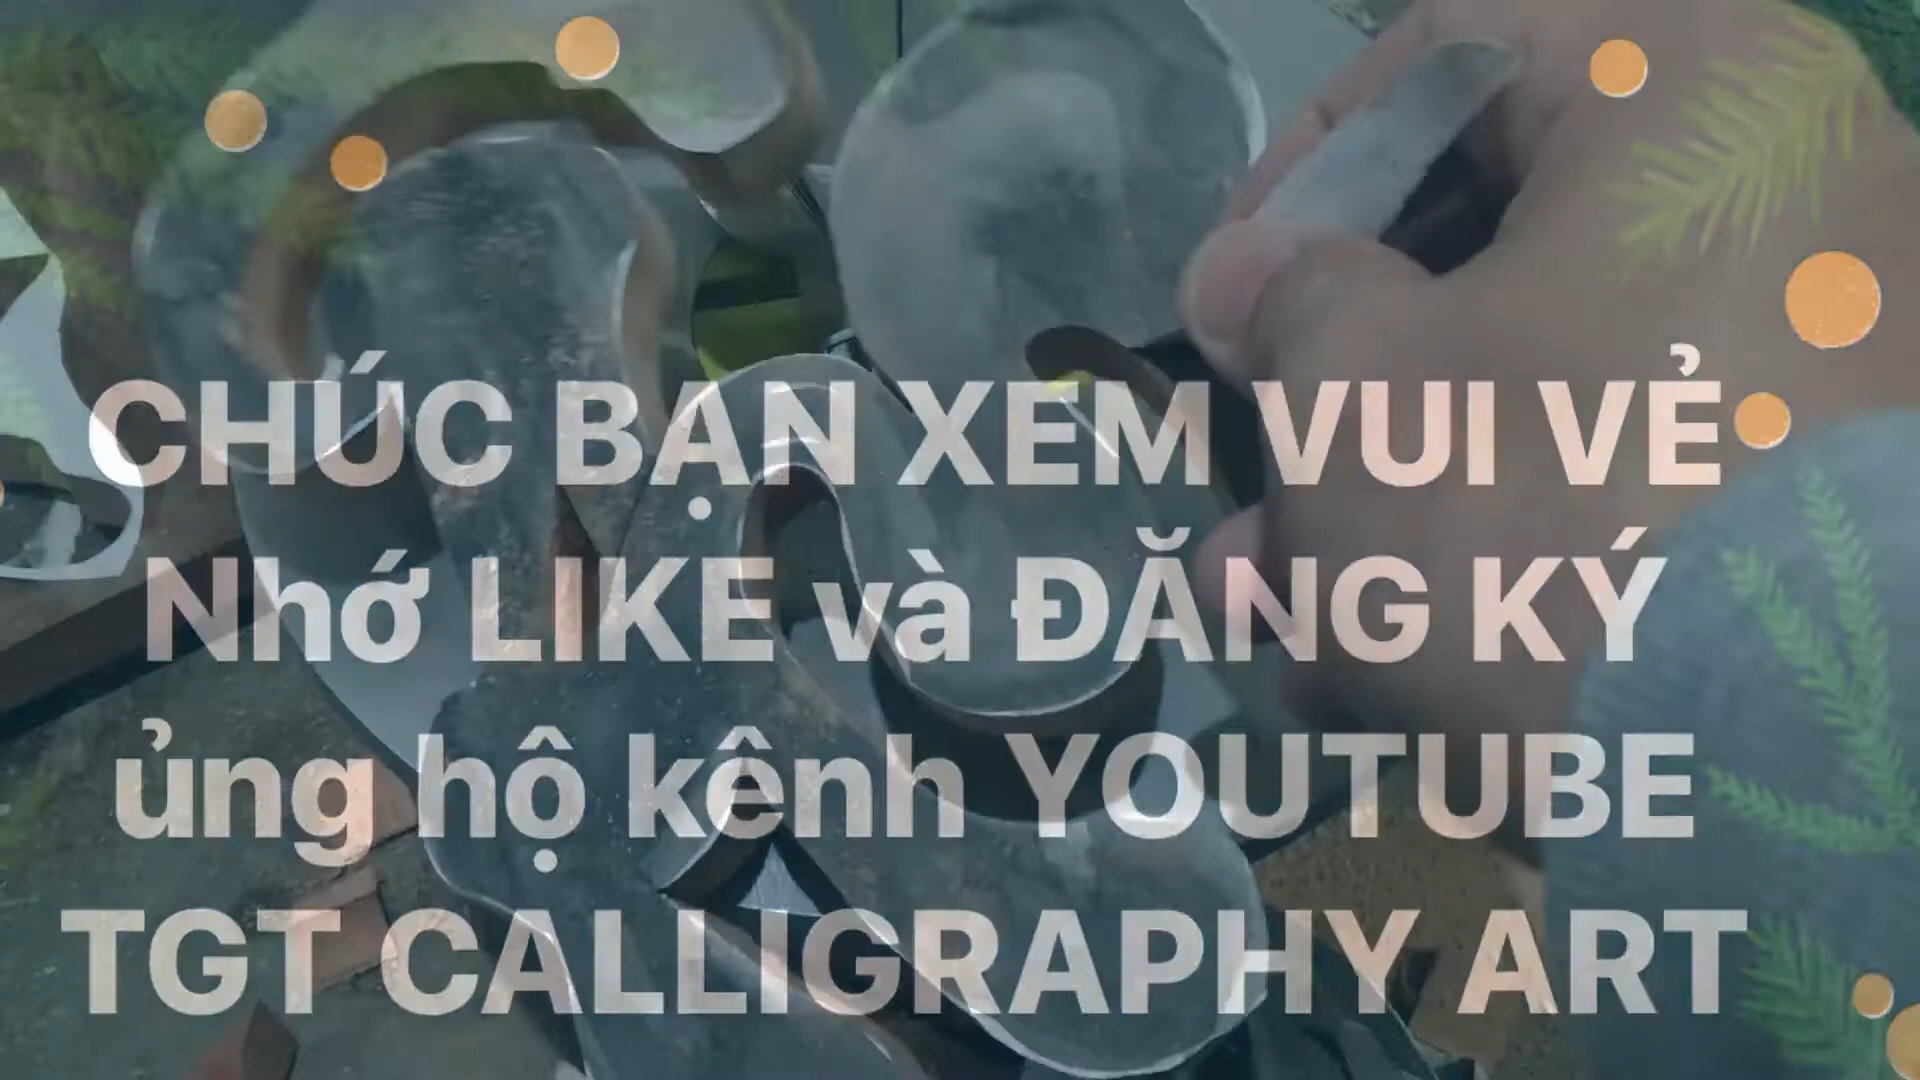 CHÚC BẠN XEM VUI VẺ
Nhớ LIKE và ĐĂNG KÝ
ủng hộ kênh YOUTUBE
TGT CALLIGRAPHY ART